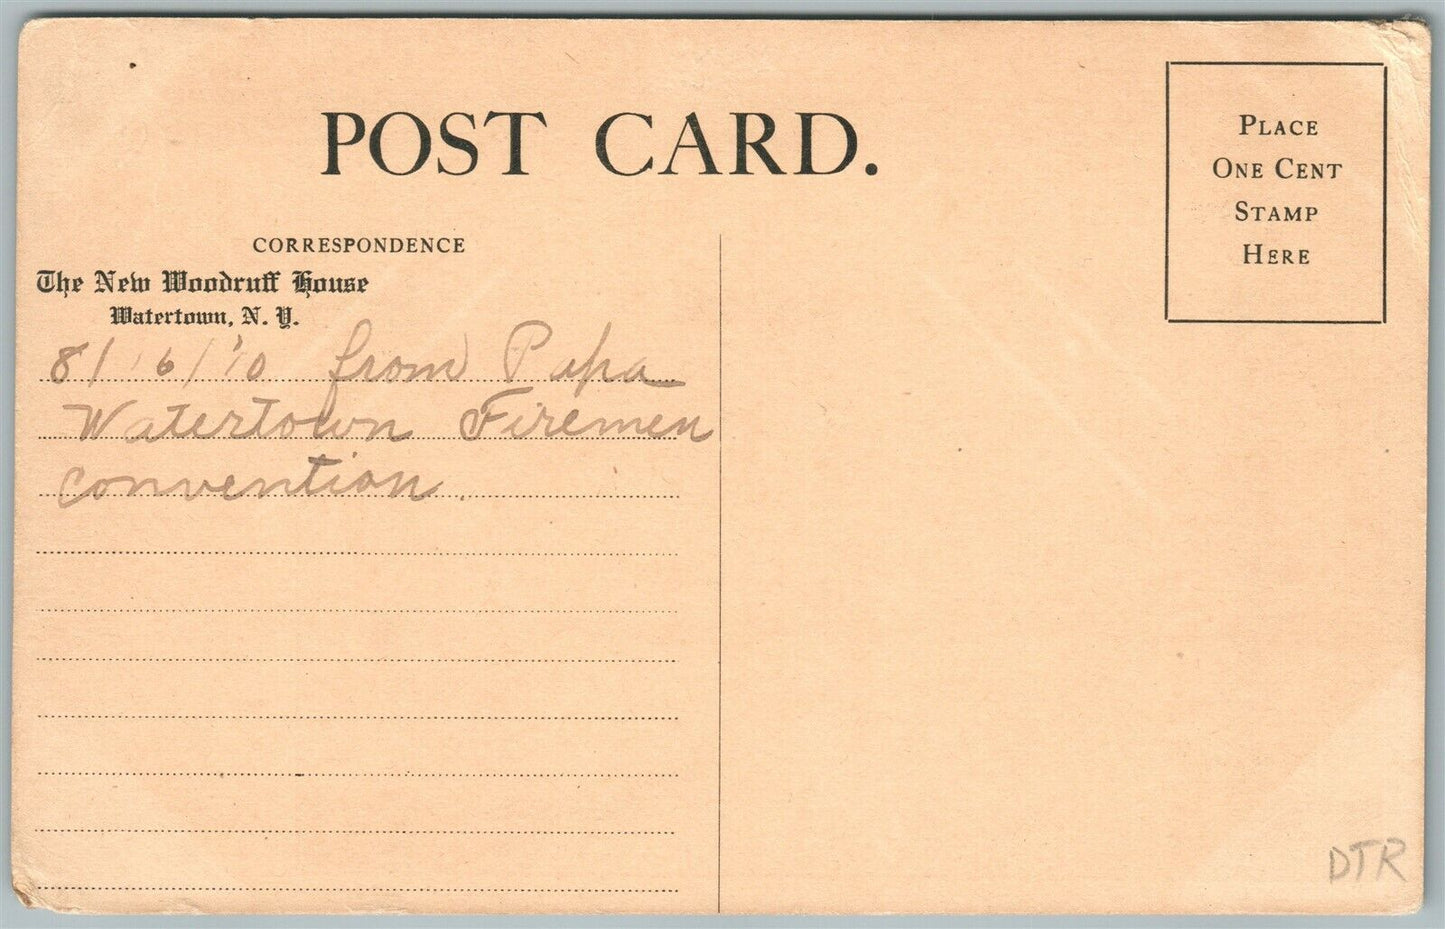 POST CARD.
PLACE
ONE CENT
STAMP
HERE
CORRESPONDENCE
The New Woodruff House
Watertown, N. Y.
8/16/'10 from Papa
Watertown Firemen
convention.
DTR